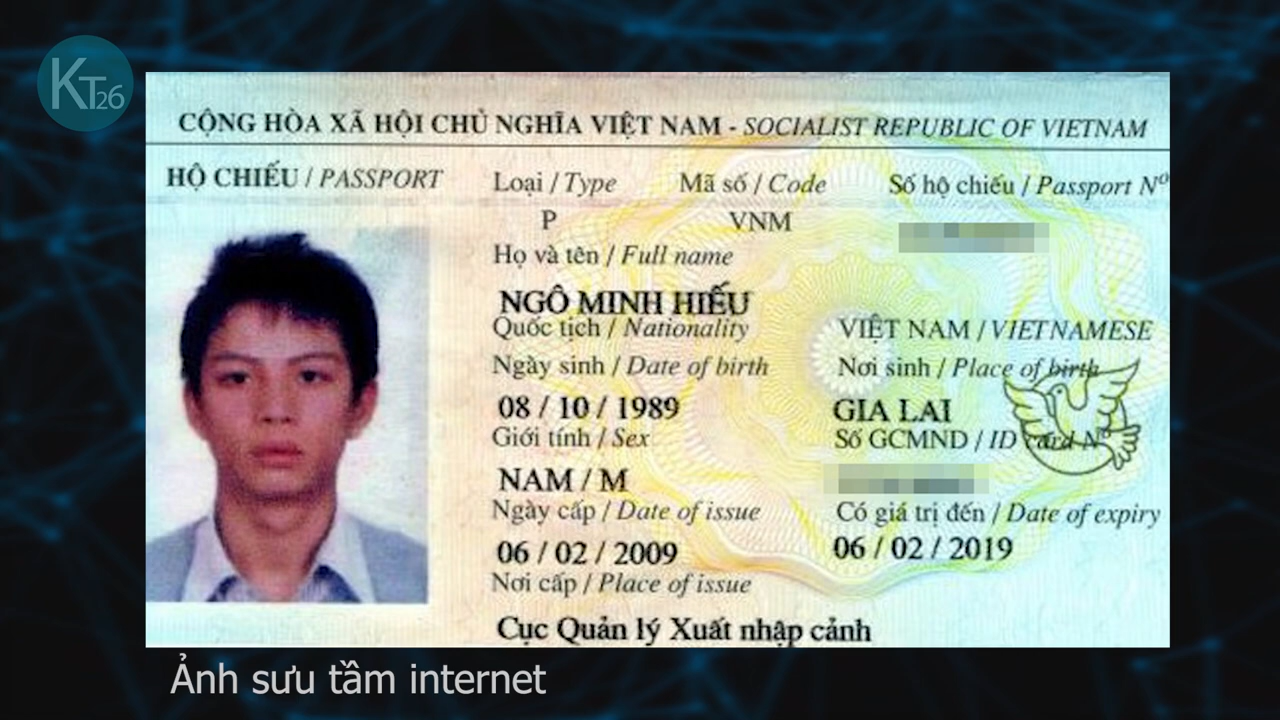 KT26
CỘNG HÒA XÃ HỘI CHỦ NGHĨA VIỆT NAM - SOCIALIST REPUBLIC OF VIETNAM
HỘ CHIẾU / PASSPORT Loại / Type Mã số / Code Số hộ chiếu / Passport Nº
P VNM
Họ và tên / Full name
NGÔ MINH HIẾU
Quốc tịch / Nationality VIỆT NAM / VIETNAMESE
Ngày sinh / Date of birth Nơi sinh / Place of birth
08 / 10 / 1989 GIA LAI
Giới tính / Sex Số GCMND / ID card Nº
NAM / M
Ngày cấp / Date of issue Có giá trị đến / Date of expiry
06 / 02 / 2009 06 / 02 / 2019
Nơi cấp / Place of issue
Cục Quản lý Xuất nhập cảnh
Ảnh sưu tầm internet